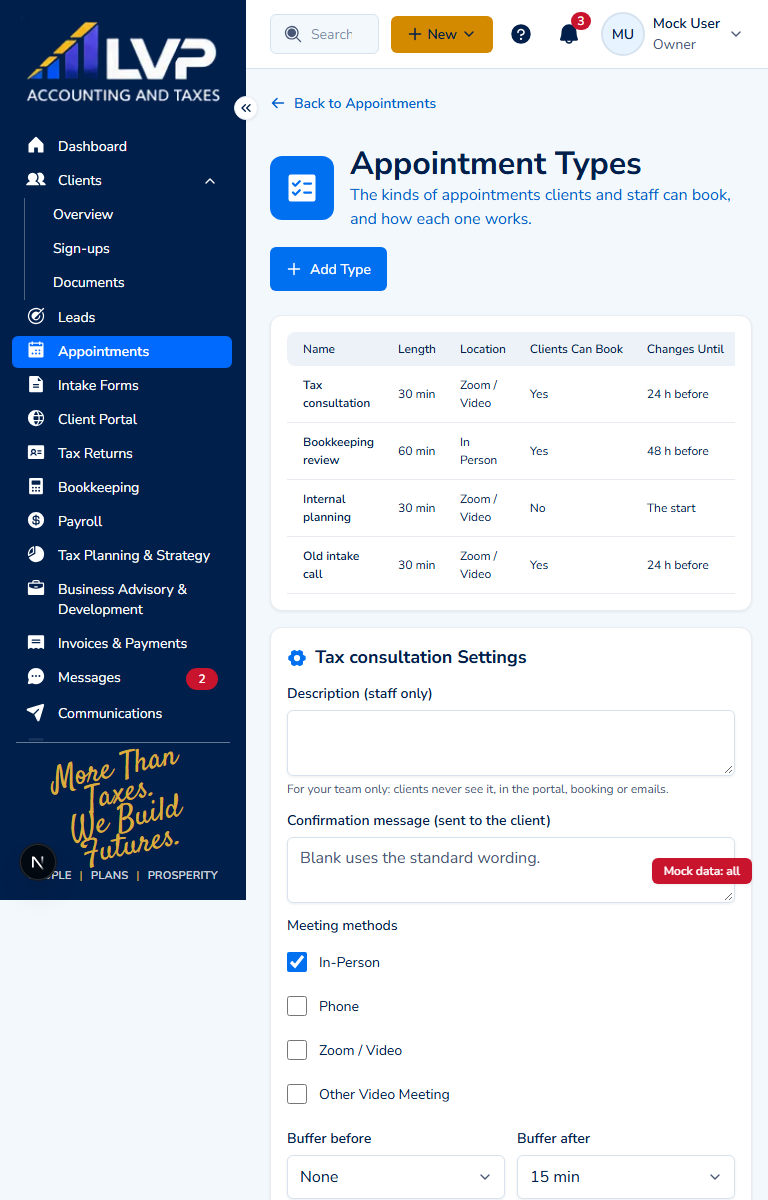 LVP
ACCOUNTING AND TAXES
Dashboard
Clients
Overview
Sign-ups
Documents
Leads
Appointments
Intake Forms
Client Portal
Tax Returns
Bookkeeping
Payroll
Tax Planning & Strategy
Business Advisory &
Development
Invoices & Payments
Messages 2
Communications
More Than
Taxes.
We Build
Futures.
N
PLE | PLANS | PROSPERITY
Search
New
3
MU
Mock User
Owner
Back to Appointments
Appointment Types
The kinds of appointments clients and staff can book,
and how each one works.
Add Type
Name Length Location Clients Can Book Changes Until
Tax consultation 30 min Zoom / Video Yes 24 h before
Bookkeeping review 60 min In Person Yes 48 h before
Internal planning 30 min Zoom / Video No The start
Old intake call 30 min Zoom / Video Yes 24 h before
Tax consultation Settings
Description (staff only)
For your team only: clients never see it, in the portal, booking or emails.
Confirmation message (sent to the client)
Blank uses the standard wording.
Mock data: all
Meeting methods
In-Person
Phone
Zoom / Video
Other Video Meeting
Buffer before Buffer after
None 15 min